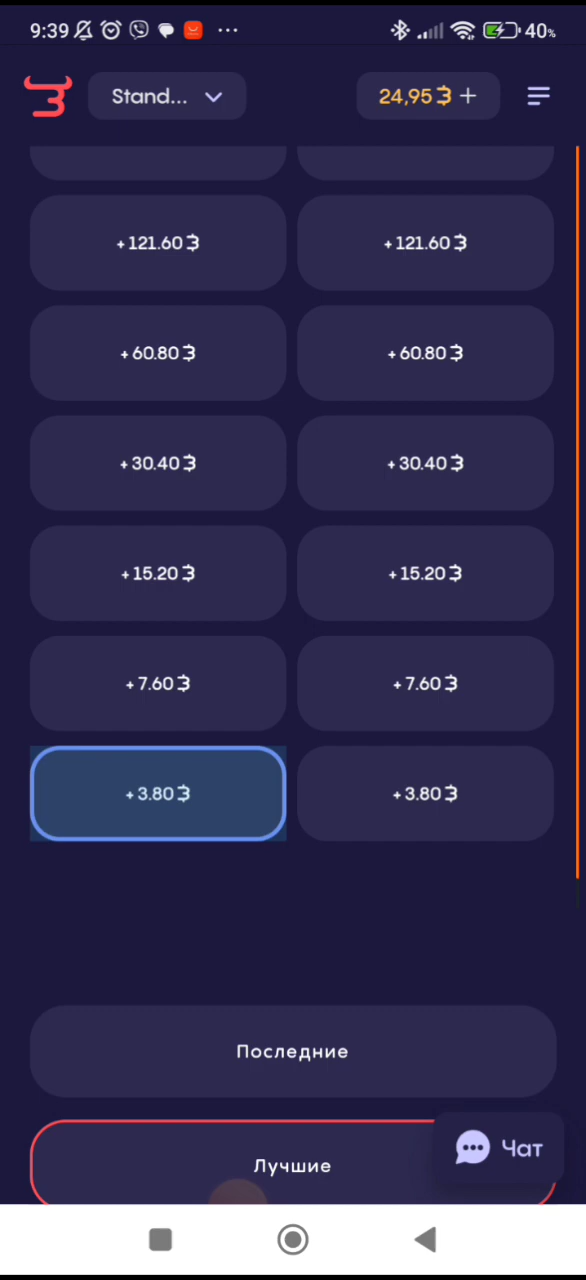 9:39 40%
Stand... 24,95 +
+121.60 +121.60
+60.80 +60.80
+30.40 +30.40
+15.20 +15.20
+7.60 +7.60
+3.80 +3.80
Последние
Лучшие
Чат